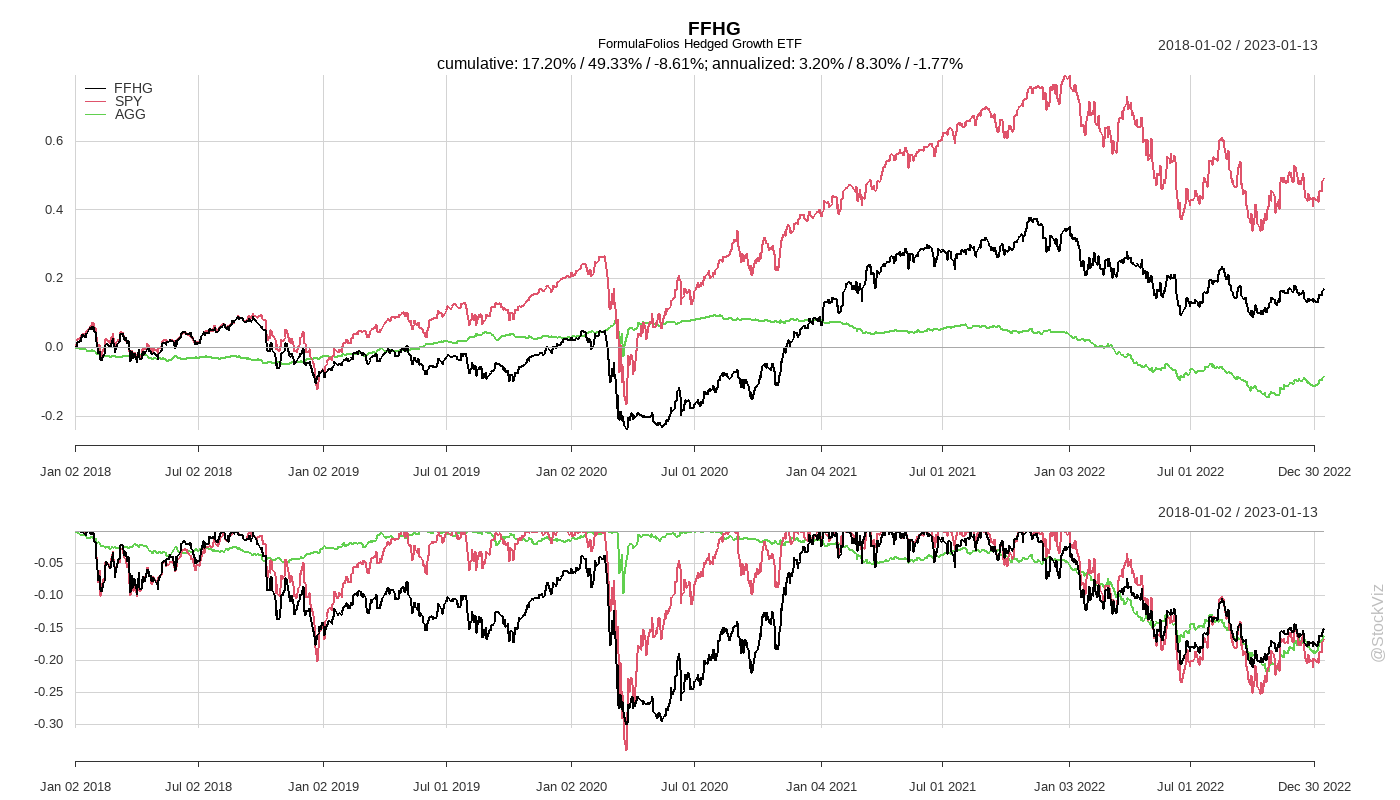 FFHG
FormulaFolios Hedged Growth ETF
2018-01-02 / 2023-01-13
cumulative: 17.20% / 49.33% / -8.61%; annualized: 3.20% / 8.30% / -1.77%
FFHG
SPY
AGG
0.6
0.4
0.2
0.0
-0.2
Jan 02 2018 Jul 02 2018 Jan 02 2019 Jul 01 2019 Jan 02 2020 Jul 01 2020 Jan 04 2021 Jul 01 2021 Jan 03 2022 Jul 01 2022 Dec 30 2022
2018-01-02 / 2023-01-13
-0.05
-0.10
-0.15
-0.20
-0.25
-0.30
Jan 02 2018 Jul 02 2018 Jan 02 2019 Jul 01 2019 Jan 02 2020 Jul 01 2020 Jan 04 2021 Jul 01 2021 Jan 03 2022 Jul 01 2022 Dec 30 2022
@StockViz